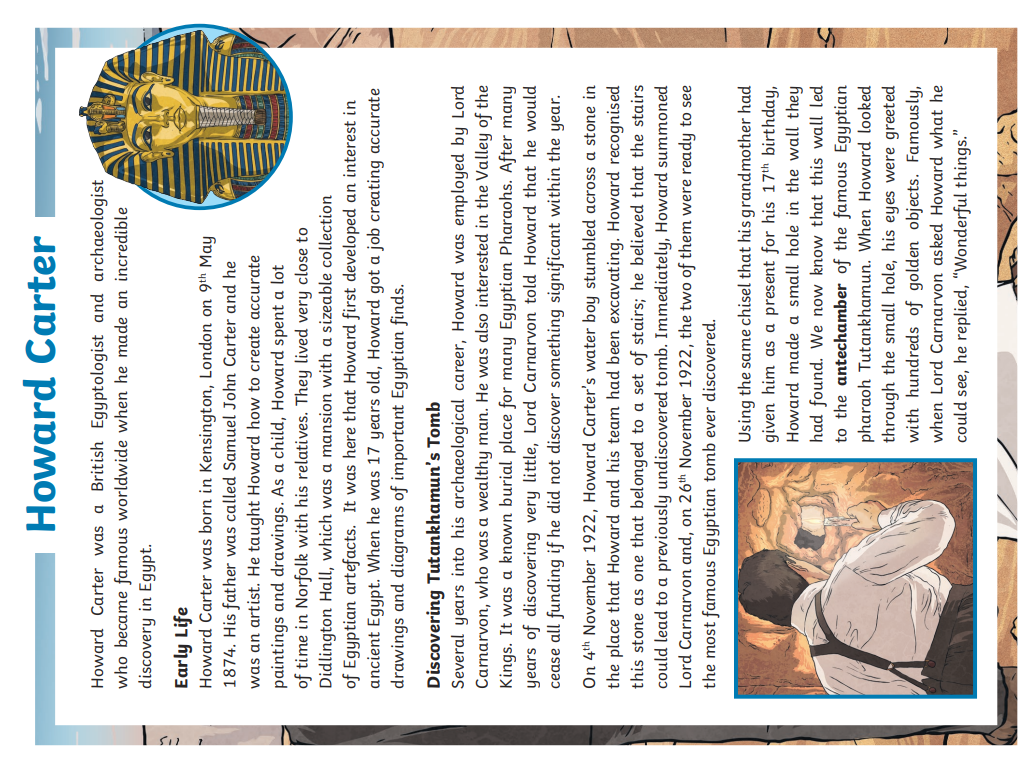 Howard Carter
Howard Carter was a British Egyptologist and archaeologist
who became famous worldwide when he made an incredible
discovery in Egypt.
Early Life
Howard Carter was born in Kensington, London on 9th May
1874. His father was called Samuel John Carter and he
was an artist. He taught Howard how to create accurate
paintings and drawings. As a child, Howard spent a lot
of time in Norfolk with his relatives. They lived very close to
Didlington Hall, which was a mansion with a sizeable collection
of Egyptian artefacts. It was here that Howard first developed an interest in
ancient Egypt. When he was 17 years old, Howard got a job creating accurate
drawings and diagrams of important Egyptian finds.
Discovering Tutankhamun's Tomb
Several years into his archaeological career, Howard was employed by Lord
Carnarvon, who was a wealthy man. He was also interested in the Valley of the
Kings. It was a known burial place for many Egyptian Pharaohs. After many
years of discovering very little, Lord Carnarvon told Howard that he would
cease all funding if he did not discover something significant within the year.
On 4th November 1922, Howard Carter's water boy stumbled across a stone in
the place that Howard and his team had been excavating. Howard recognised
this stone as one that belonged to a set of stairs; he believed that the stairs
could lead to a previously undiscovered tomb. Immediately, Howard summoned
Lord Carnarvon and, on 26th November 1922, the two of them were ready to see
the most famous Egyptian tomb ever discovered.
Using the same chisel that his grandmother had
given him as a present for his 17th birthday,
Howard made a small hole in the wall they
had found. We now know that this wall led
to the antechamber of the famous Egyptian
pharaoh Tutankhamun. When Howard looked
through the small hole, his eyes were greeted
with hundreds of golden objects. Famously,
when Lord Carnarvon asked Howard what he
could see, he replied, “Wonderful things.”